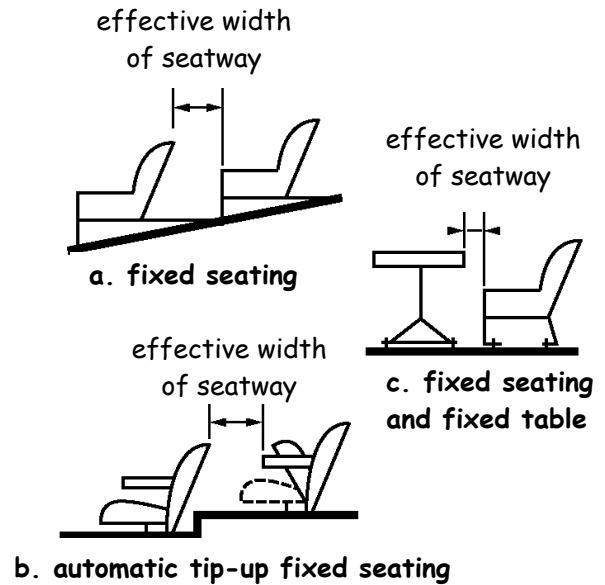 effective width
of seatway
a. fixed seating
effective width
of seatway
c. fixed seating
and fixed table
effective width
of seatway
b. automatic tip-up fixed seating